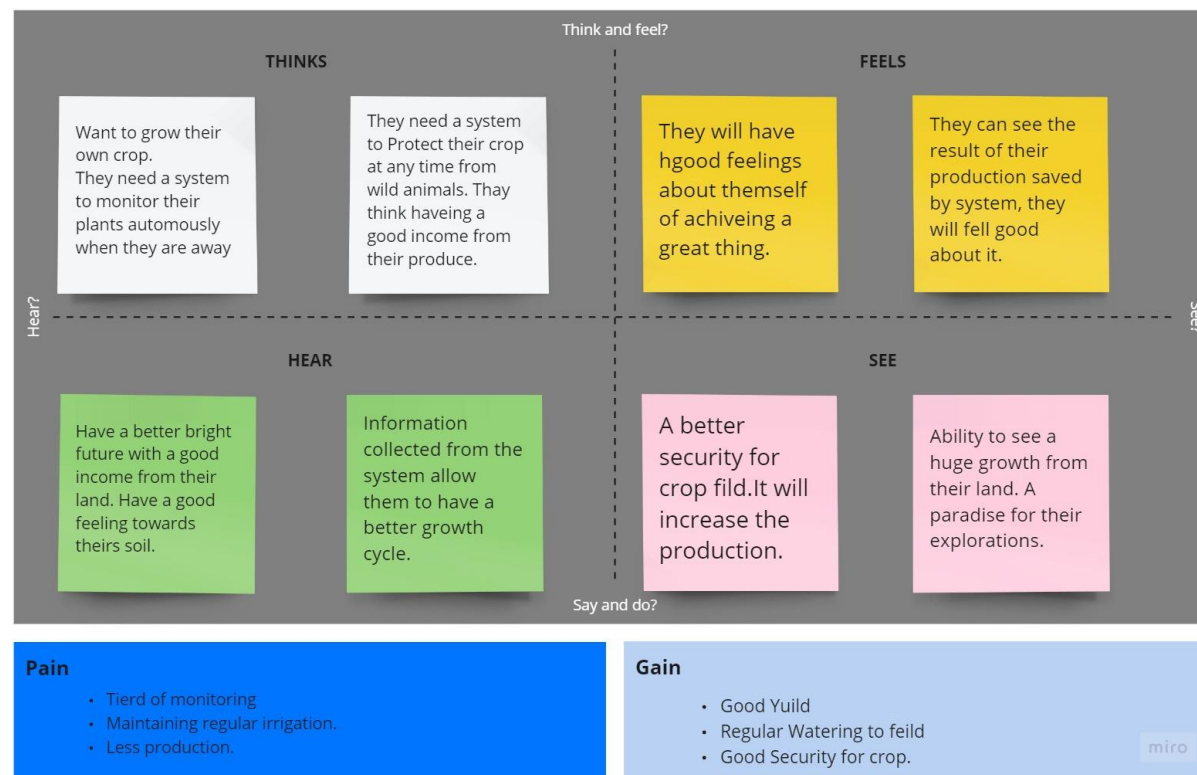 Think and feel?
THINKS
Want to grow their
own crop.
They need a system
to monitor their
plants automously
when they are away
They need a system
to Protect their crop
at any time from
wild animals. Thay
think haveing a
good income from
their produce.
FEELS
They will have
hgood feelings
about themself
of achiveing a
great thing.
They can see the
result of their
production saved
by system, they
will fell good
about it.
Hear?
See?
HEAR
Have a better bright
future with a good
income from their
land. Have a good
feeling towards
theirs soil.
Information
collected from the
system allow
them to have a
better growth
cycle.
SEE
A better
security for
crop fild.It will
increase the
production.
Ability to see a
huge growth from
their land. A
paradise for their
explorations.
Say and do?
Pain
• Tierd of monitoring
• Maintaining regular irrigation.
• Less production.
Gain
• Good Yuild
• Regular Watering to feild
• Good Security for crop.
miro